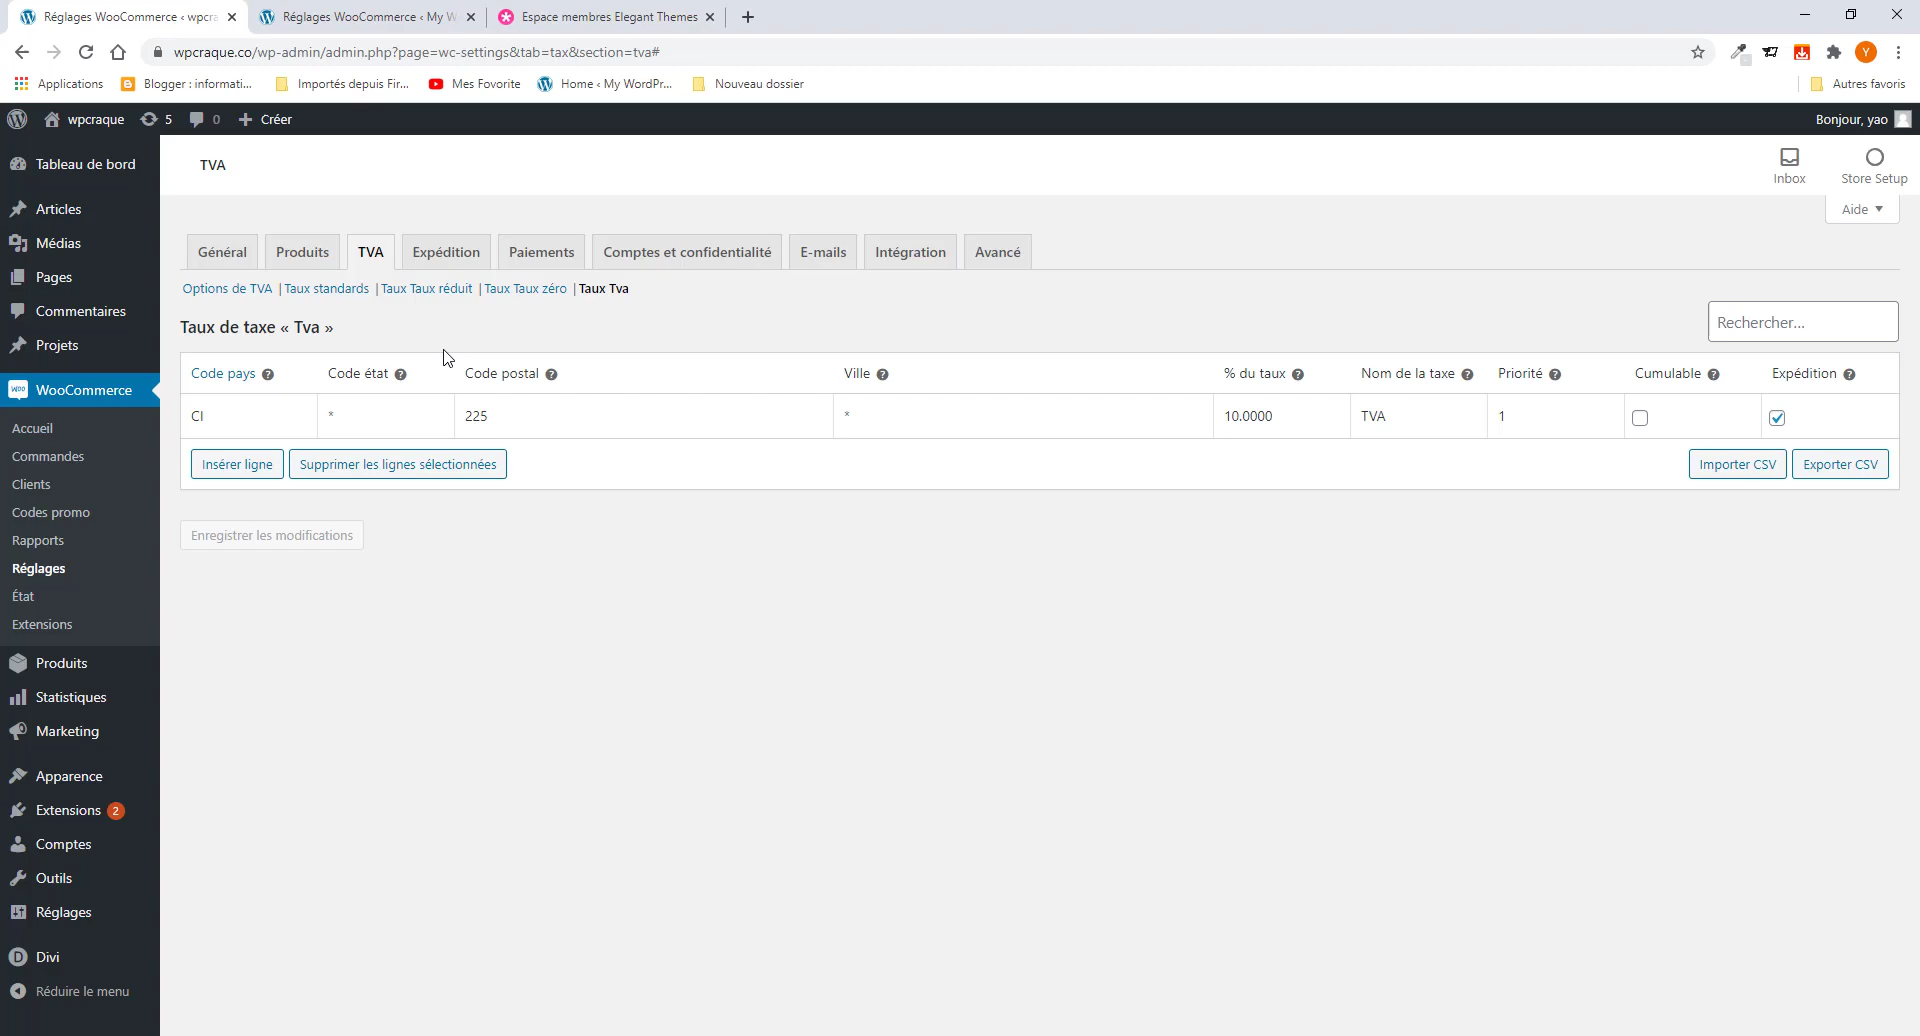 Réglages WooCommerce ‹ wpcra
Réglages WooCommerce ‹ My W
Espace membres Elegant Themes
wpcraque.co/wp-admin/admin.php?page=wc-settings&tab=tax&section=tva#
Y
Applications
Blogger : informati...
Importés depuis Fir...
Mes Fovorite
Home ‹ My WordPr...
Nouveau dossier
Autres favoris
wpcraque
5
0
Créer
Bonjour, yao
Tableau de bord
Articles
Médias
Pages
Commentaires
Projets
WooCommerce
Accueil
Commandes
Clients
Codes promo
Rapports
Réglages
État
Extensions
Produits
Statistiques
Marketing
Apparence
Extensions 2
Comptes
Outils
Réglages
Divi
Réduire le menu
TVA
Inbox
Store Setup
Aide
Général
Produits
TVA
Expédition
Paiements
Comptes et confidentialité
E-mails
Intégration
Avancé
Options de TVA | Taux standards | Taux Taux réduit | Taux Taux zéro | Taux Tva
Taux de taxe « Tva »
Rechercher...
Code pays
Code état
Code postal
Ville
% du taux
Nom de la taxe
Priorité
Cumulable
Expédition
CI
*
225
*
10.0000
TVA
1
Insérer ligne
Supprimer les lignes sélectionnées
Importer CSV
Exporter CSV
Enregistrer les modifications